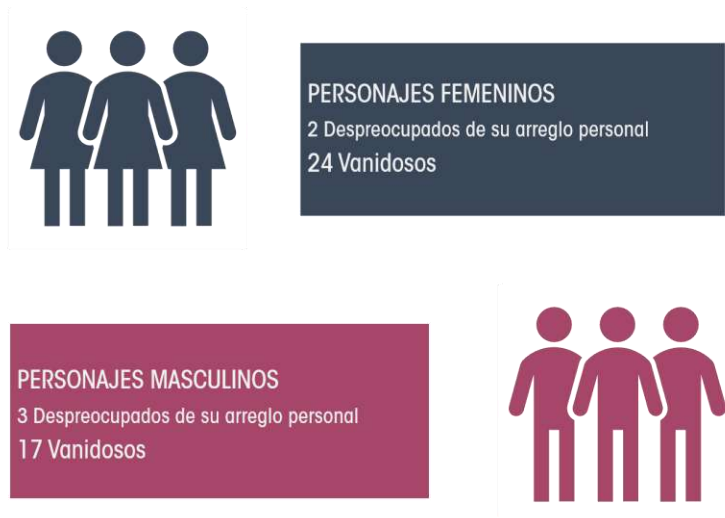 PERSONAJES FEMENINOS
2 Despreocupados de su arreglo personal
24 Vanidosos
PERSONAJES MASCULINOS
3 Despreocupados de su arreglo personal
17 Vanidosos